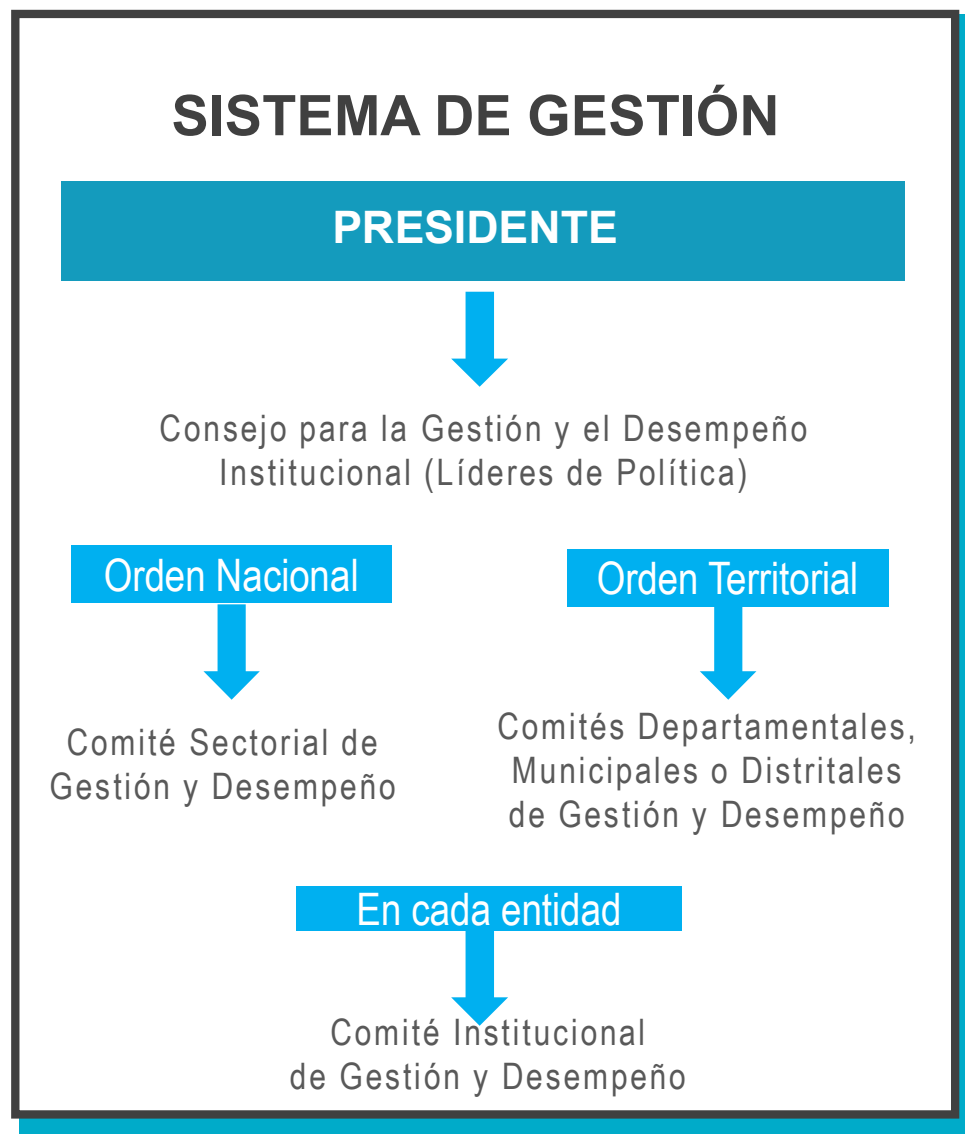 SISTEMA DE GESTIÓN
PRESIDENTE
Consejo para la Gestión y el Desempeño
Institucional (Líderes de Política)
Orden Nacional
Comité Sectorial de
Gestión y Desempeño
Orden Territorial
Comités Departamentales,
Municipales o Distritales
de Gestión y Desempeño
En cada entidad
Comité Institucional
de Gestión y Desempeño